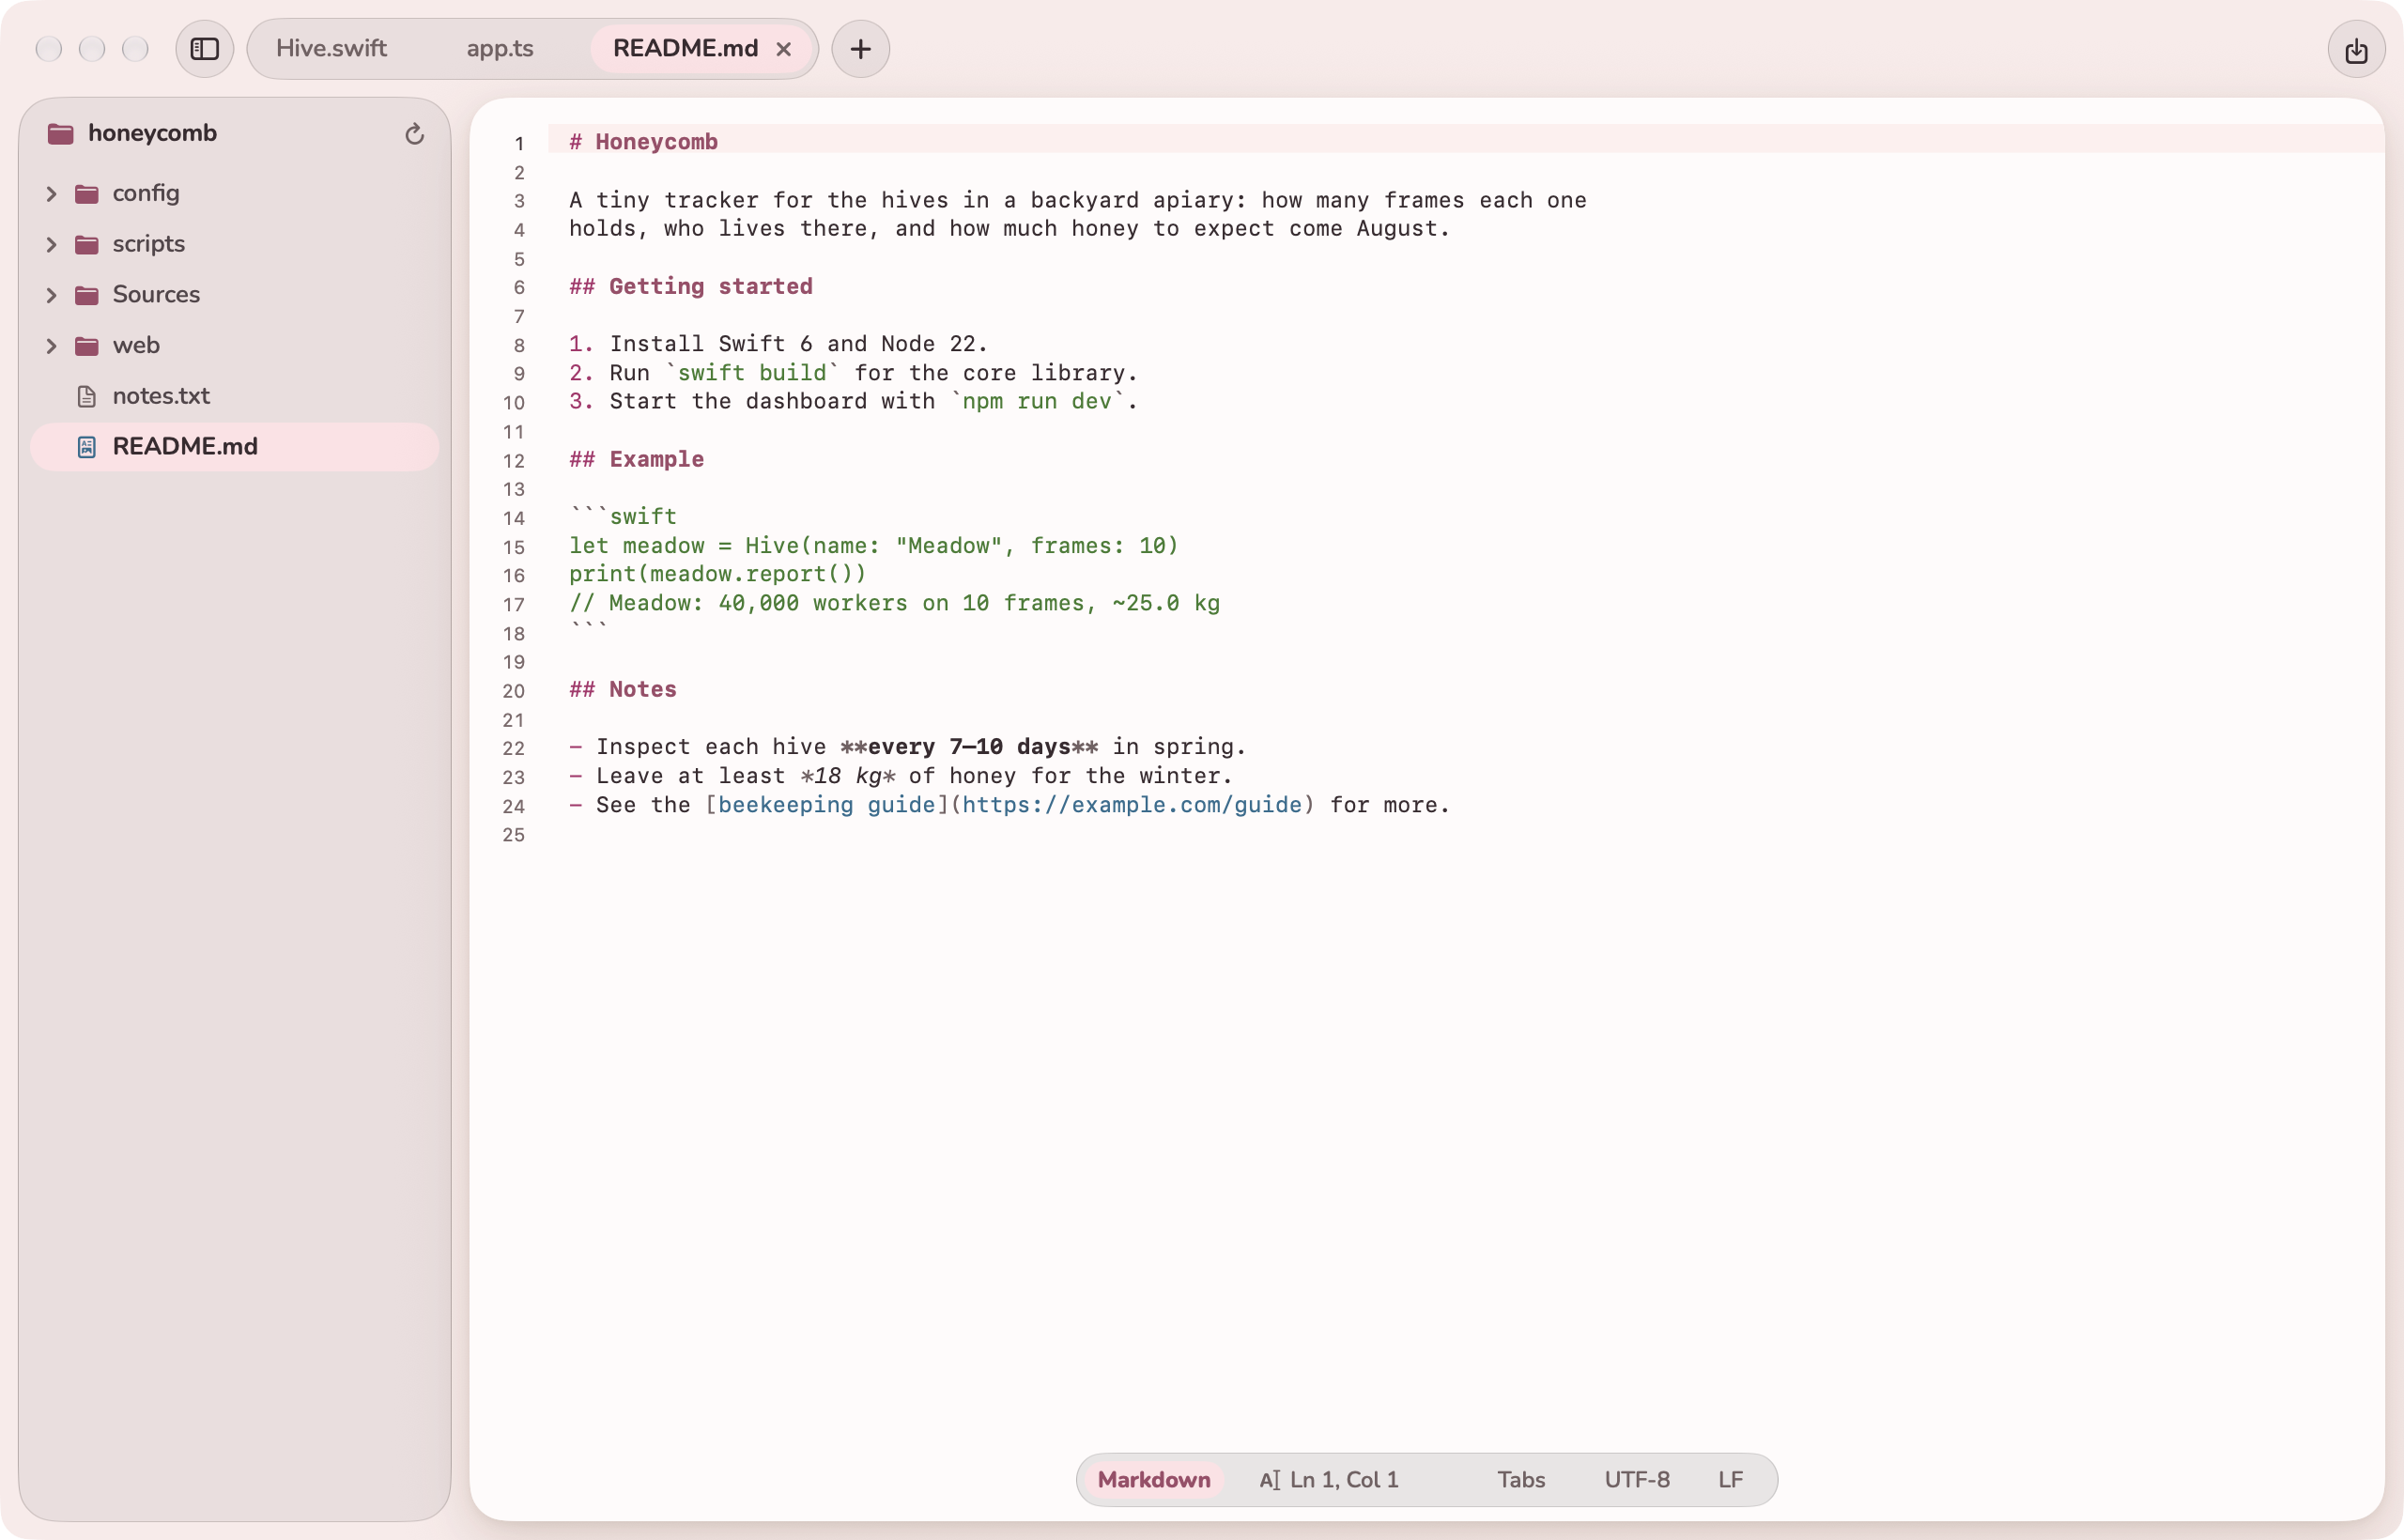 Hive.swift
app.ts
README.md
honeycomb
config
scripts
Sources
web
notes.txt
README.md
1 # Honeycomb
2
3 A tiny tracker for the hives in a backyard apiary: how many frames each one
4 holds, who lives there, and how much honey to expect come August.
5
6 ## Getting started
7
8 1. Install Swift 6 and Node 22.
9 2. Run `swift build` for the core library.
10 3. Start the dashboard with `npm run dev`.
11
12 ## Example
13
14 ```swift
15 let meadow = Hive(name: "Meadow", frames: 10)
16 print(meadow.report())
17 // Meadow: 40,000 workers on 10 frames, ~25.0 kg
18 ```
19
20 ## Notes
21
22 – Inspect each hive **every 7–10 days** in spring.
23 – Leave at least *18 kg* of honey for the winter.
24 – See the [beekeeping guide](https://example.com/guide) for more.
25
Markdown
Ln 1, Col 1
Tabs
UTF-8
LF